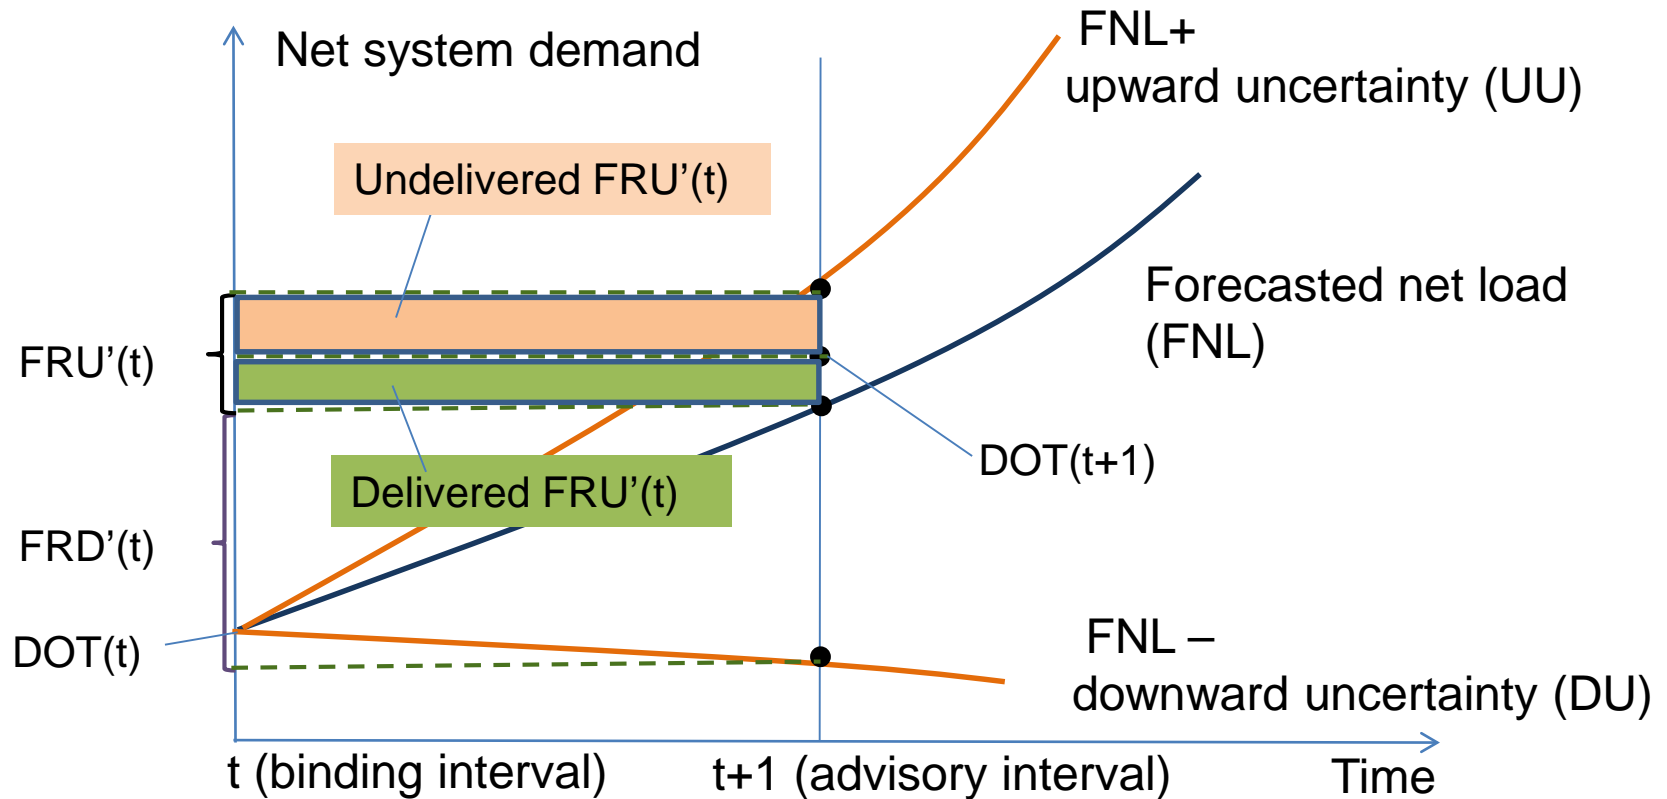 Net system demand
FNL+
upward uncertainty (UU)
Undelivered FRU’(t)
Forecasted net load
(FNL)
FRU’(t)
DOT(t+1)
Delivered FRU’(t)
FRD’(t)
DOT(t)
FNL –
downward uncertainty (DU)
t (binding interval)
t+1 (advisory interval)
Time